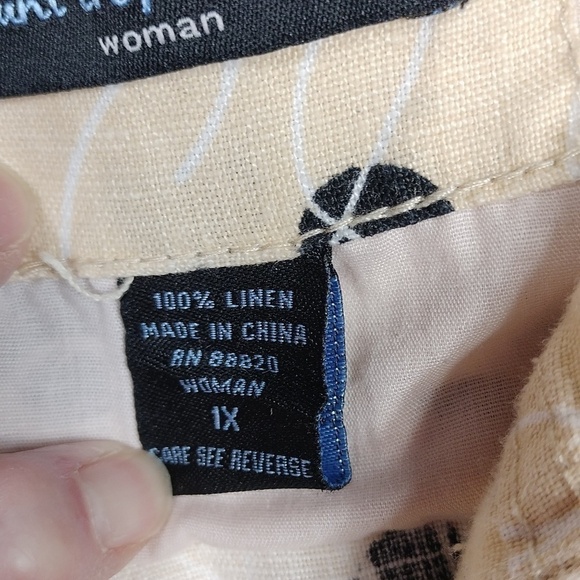 woman
100% LINEN
MADE IN CHINA
RN 88820
WOMAN
1X
CARE SEE REVERSE